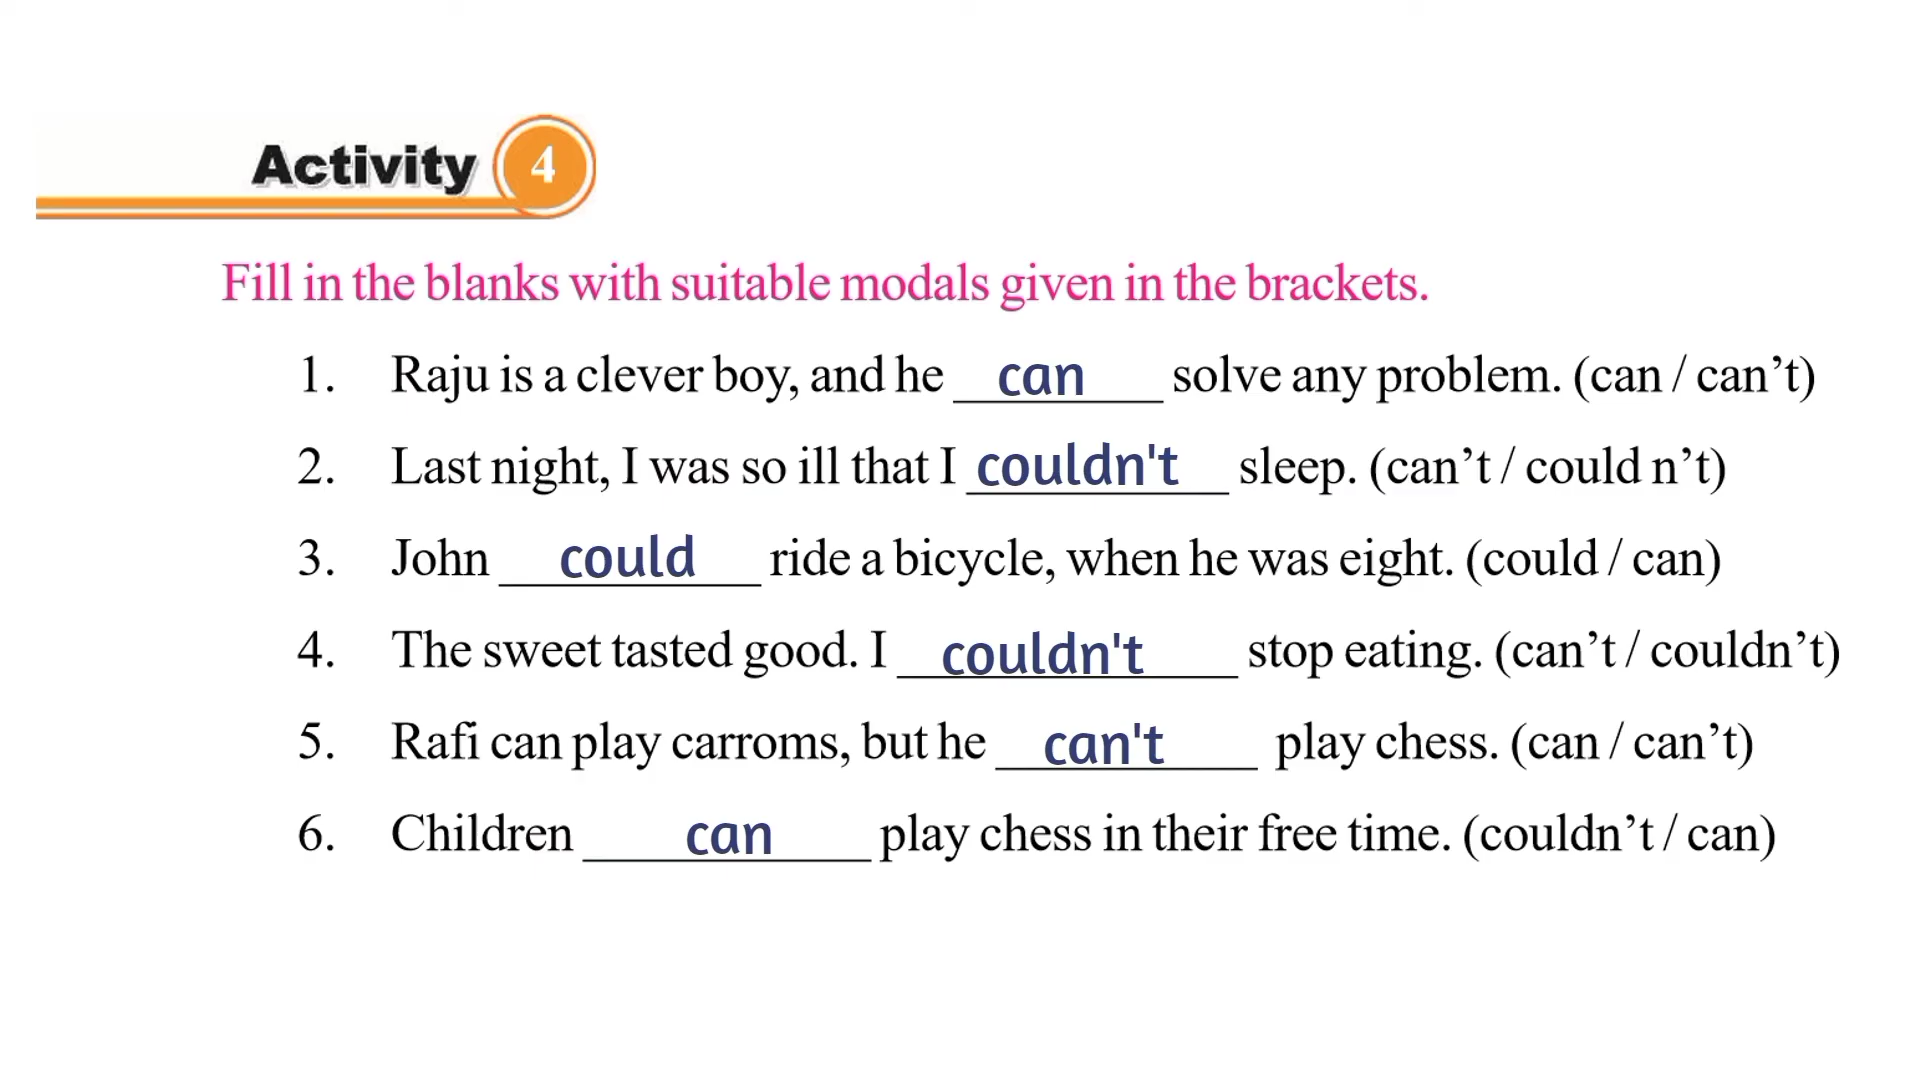 Activity 4
Fill in the blanks with suitable modals given in the brackets.
1. Raju is a clever boy, and he can solve any problem. (can / can’t)
2. Last night, I was so ill that I couldn't sleep. (can’t / could n’t)
3. John could ride a bicycle, when he was eight. (could / can)
4. The sweet tasted good. I couldn't stop eating. (can’t / couldn’t)
5. Rafi can play carroms, but he can't play chess. (can / can’t)
6. Children can play chess in their free time. (couldn’t / can)